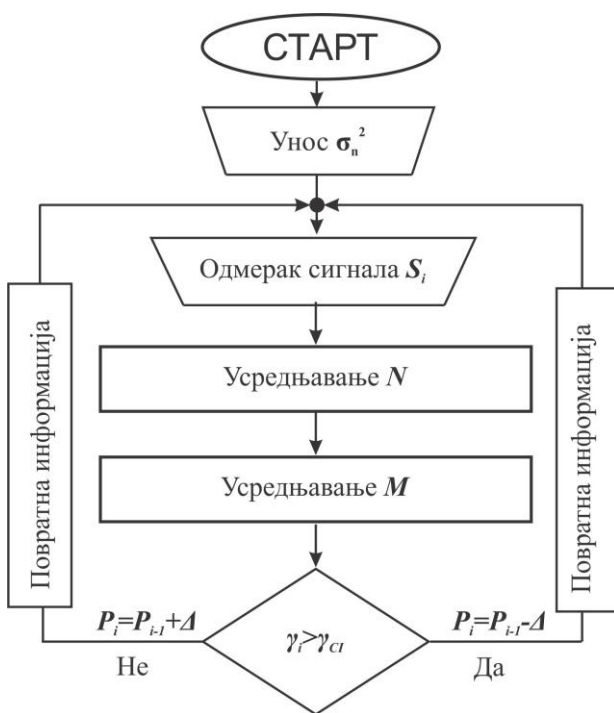 СТАРТ
Унос σₙ²
Одмерак сигнала Sᵢ
Усредњавање N
Усредњавање M
Повратна информација
Повратна информација
Pᵢ=Pᵢ₋₁+Δ
γᵢ>γ_CI
Pᵢ=Pᵢ₋₁-Δ
Не
Да